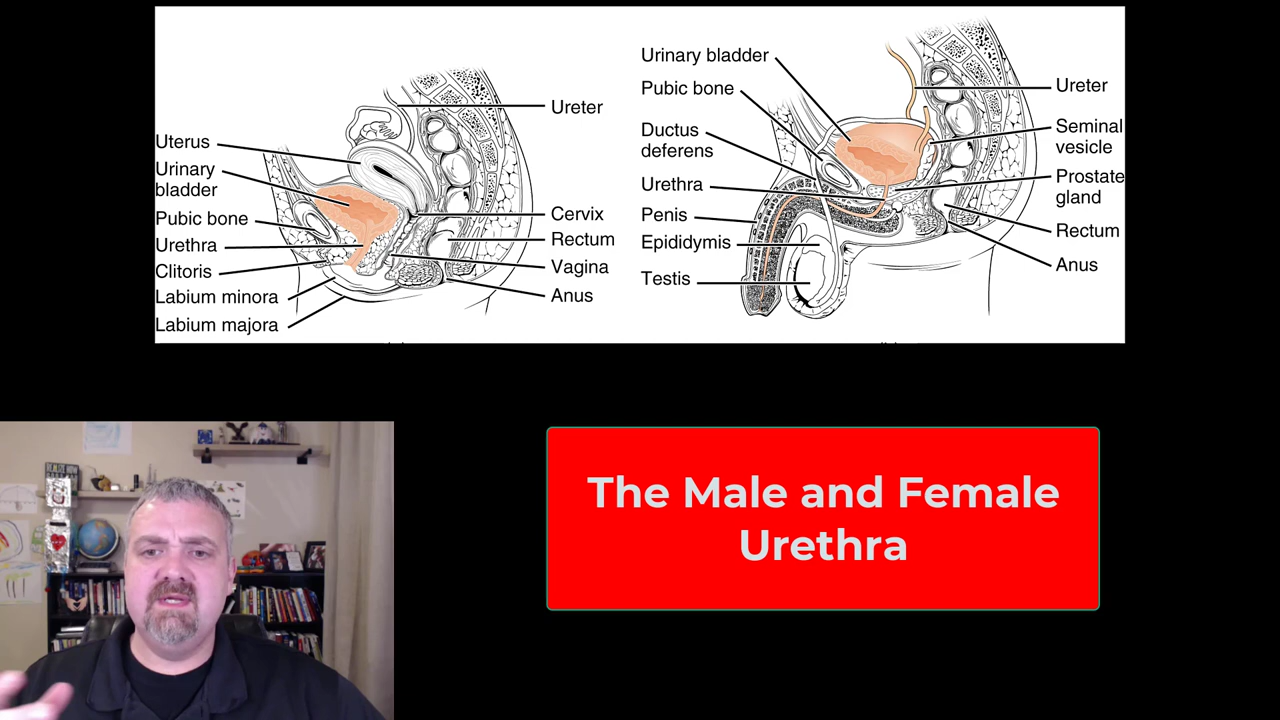 Uterus
Urinary
bladder
Pubic bone
Urethra
Clitoris
Labium minora
Labium majora
Ureter
Cervix
Rectum
Vagina
Anus
Urinary bladder
Pubic bone
Ductus
deferens
Urethra
Penis
Epididymis
Testis
Ureter
Seminal
vesicle
Prostate
gland
Rectum
Anus
The Male and Female
Urethra